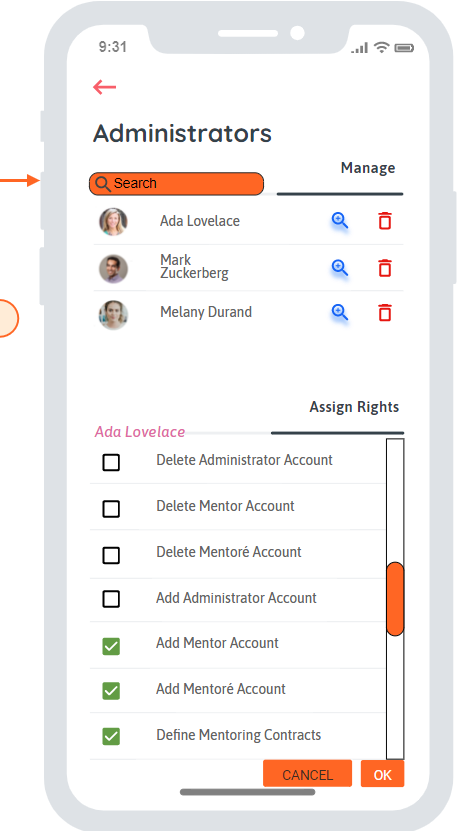 9:31
Administrators
Manage
Search
Ada Lovelace
Mark
Zuckerberg
Melany Durand
Assign Rights
Ada Lovelace
Delete Administrator Account
Delete Mentor Account
Delete Mentoré Account
Add Administrator Account
Add Mentor Account
Add Mentoré Account
Define Mentoring Contracts
CANCEL OK